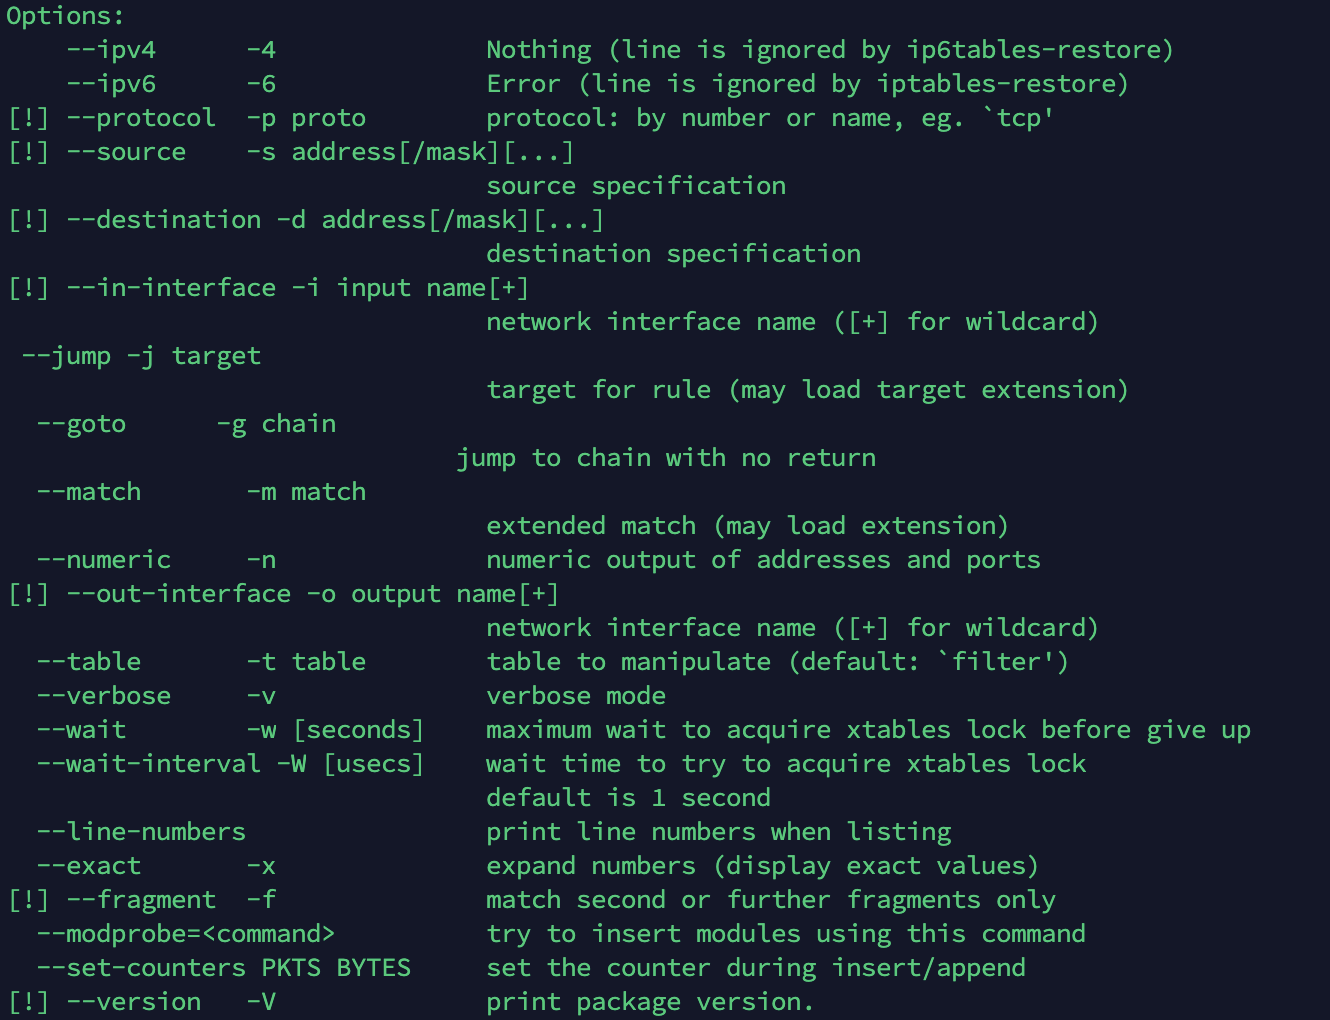 Options:
    --ipv4      -4              Nothing (line is ignored by ip6tables-restore)
    --ipv6      -6              Error (line is ignored by iptables-restore)
[!] --protocol  -p proto        protocol: by number or name, eg. `tcp'
[!] --source    -s address[/mask][...]
                                source specification
[!] --destination -d address[/mask][...]
                                destination specification
[!] --in-interface -i input name[+]
                                network interface name ([+] for wildcard)
 --jump -j target
                                target for rule (may load target extension)
  --goto      -g chain
                              jump to chain with no return
  --match       -m match
                                extended match (may load extension)
  --numeric     -n              numeric output of addresses and ports
[!] --out-interface -o output name[+]
                                network interface name ([+] for wildcard)
  --table       -t table        table to manipulate (default: `filter')
  --verbose     -v              verbose mode
  --wait        -w [seconds]    maximum wait to acquire xtables lock before give up
  --wait-interval -W [usecs]    wait time to try to acquire xtables lock
                                default is 1 second
  --line-numbers                print line numbers when listing
  --exact       -x              expand numbers (display exact values)
[!] --fragment  -f              match second or further fragments only
  --modprobe=<command>          try to insert modules using this command
  --set-counters PKTS BYTES     set the counter during insert/append
[!] --version   -V              print package version.